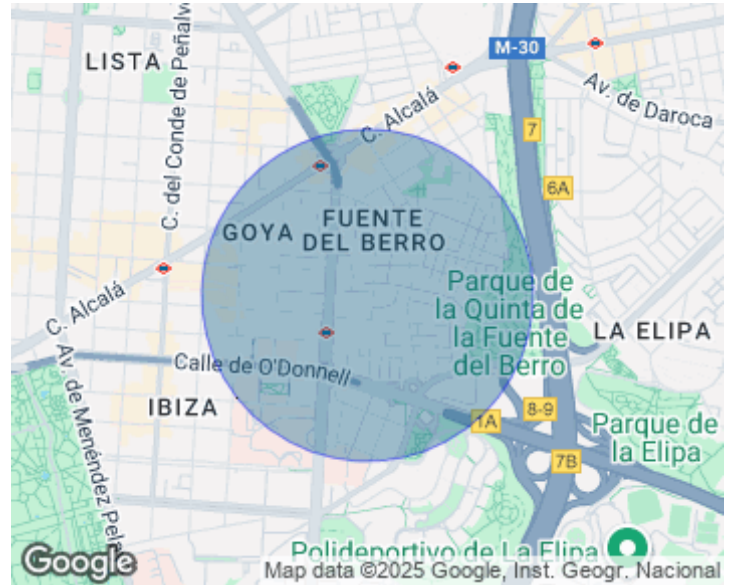 M-30
LISTA
C. del Conde de Peñalv
Av. de Daroca
C. Alcalá
7
6A
GOYA
FUENTE
DEL BERRO
Parque de
la Quinta de
la Fuente
del Berro
C. Alcalá
LA ELIPA
Calle de O'Donnell
IBIZA
Av. de Menéndez Pela
1A
8-9
7B
Parque de
la Elipa
Polideportivo de La Elipa
Google
Map data ©2025 Google, Inst. Geogr. Nacional